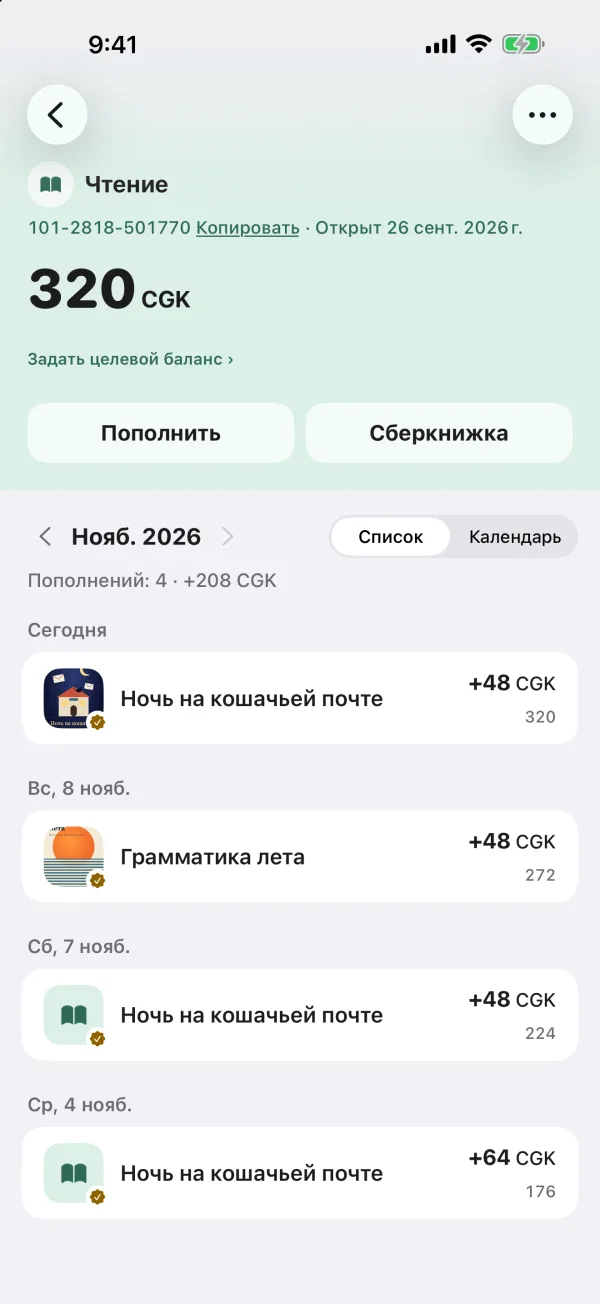 9:41
Чтение
101-2818-501770 Копировать · Открыт 26 сент. 2026 г.
320 CGK
Задать целевой баланс ›
Пополнить
Сберкнижка
Нояб. 2026
Список
Календарь
Пополнений: 4 · +208 CGK
Сегодня
Ночь на кошачьей почте
+48 CGK
320
Вс, 8 нояб.
Грамматика лета
+48 CGK
272
Сб, 7 нояб.
Ночь на кошачьей почте
+48 CGK
224
Ср, 4 нояб.
Ночь на кошачьей почте
+64 CGK
176